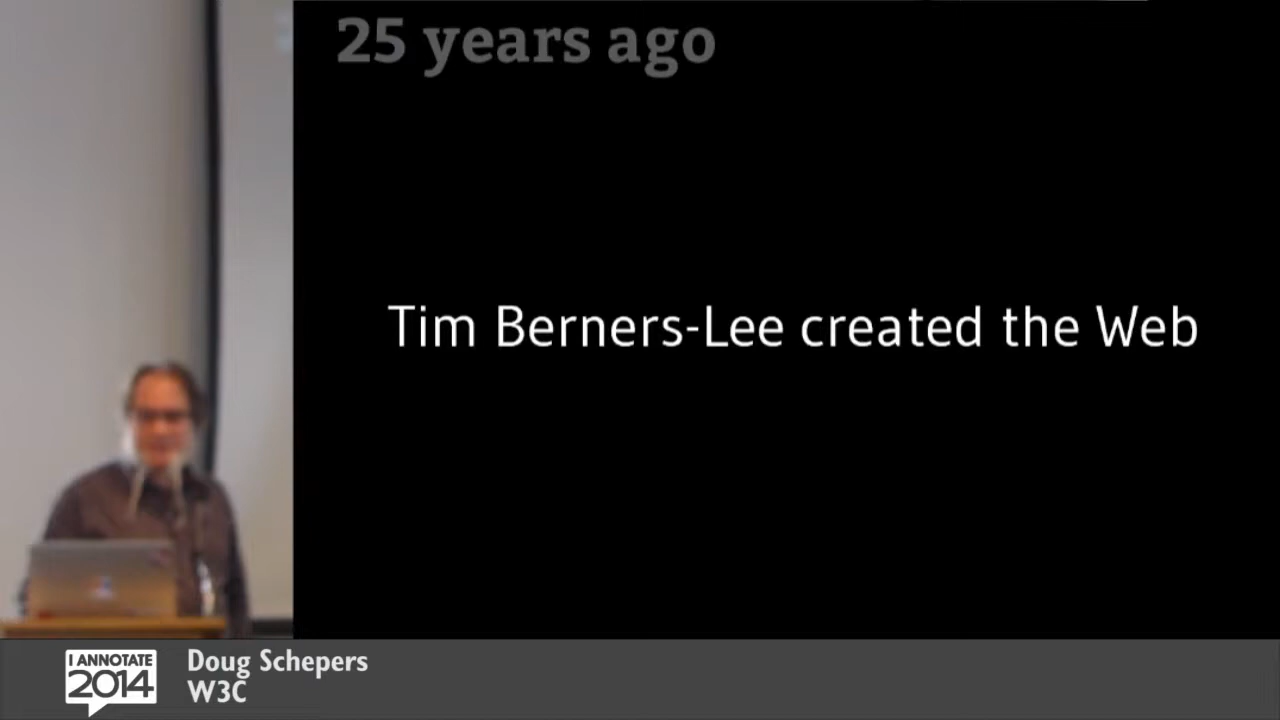 25 years ago
Tim Berners-Lee created the Web
I ANNOTATE
2014
Doug Schepers
W3C